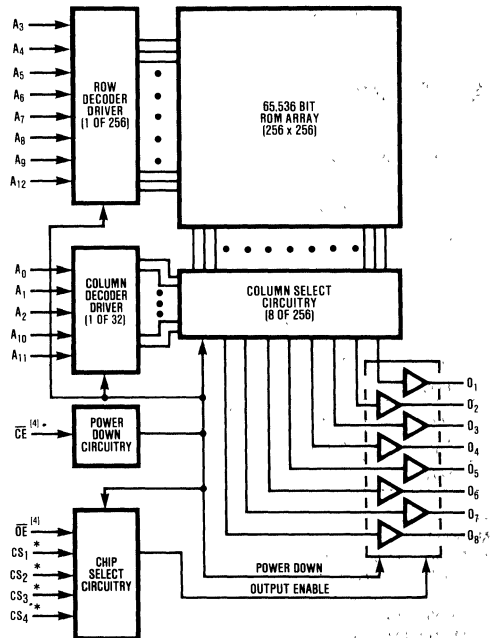 A3
A4
A5
A6
A7
A8
A9
A12
ROW
DECODER
DRIVER
(1 OF 256)
65,536 BIT
ROM ARRAY
(256 x 256)
A0
A1
A2
A10
A11
COLUMN
DECODER
DRIVER
(1 OF 32)
COLUMN SELECT
CIRCUITRY
(8 OF 256)
O1
O2
O3
O4
O5
O6
O7
O8
CE [4]
POWER
DOWN
CIRCUITRY
OE [4]
CS1 *
CS2 *
CS3 *
CS4 *
CHIP
SELECT
CIRCUITRY
POWER DOWN
OUTPUT ENABLE